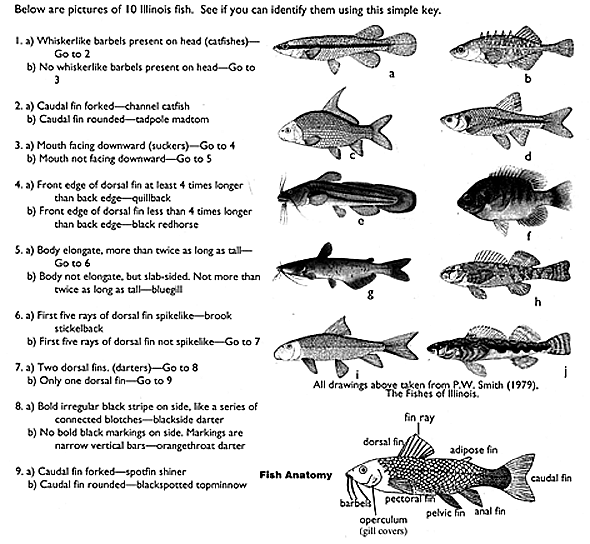 Below are pictures of 10 Illinois fish. See if you can identify them using this simple key.
1. a) Whiskerlike barbels present on head (catfishes)—
Go to 2
b) No whiskerlike barbels present on head—Go to
3
2. a) Caudal fin forked—channel catfish
b) Caudal fin rounded—tadpole madtom
3. a) Mouth facing downward (suckers)—Go to 4
b) Mouth not facing downward—Go to 5
4. a) Front edge of dorsal fin at least 4 times longer
than back edge—quillback
b) Front edge of dorsal fin less than 4 times longer
than back edge—black redhorse
5. a) Body elongate, more than twice as long as tall—
Go to 6
b) Body not elongate, but slab-sided. Not more than
twice as long as tall—bluegill
6. a) First five rays of dorsal fin spikelike—brook
stickelback
b) First five rays of dorsal fin not spikelike—Go to 7
7. a) Two dorsal fins, (darters)—Go to 8
b) Only one dorsal fin—Go to 9
8. a) Bold irregular black stripe on side, like a series of
connected blotches—blackside darter
b) No bold black markings on side. Markings are
narrow vertical bars—orangethroat darter
9. a) Caudal fin forked—spotfin shiner
b) Caudal fin rounded—blackspotted topminnow
a
b
c
d
e
f
g
h
i
j
All drawings above taken from P.W. Smith (1979).
The Fishes of Illinois.
Fish Anatomy
fin ray
dorsal fin
adipose fin
caudal fin
barbels
pectoral fin
pelvic fin
anal fin
operculum
(gill covers)